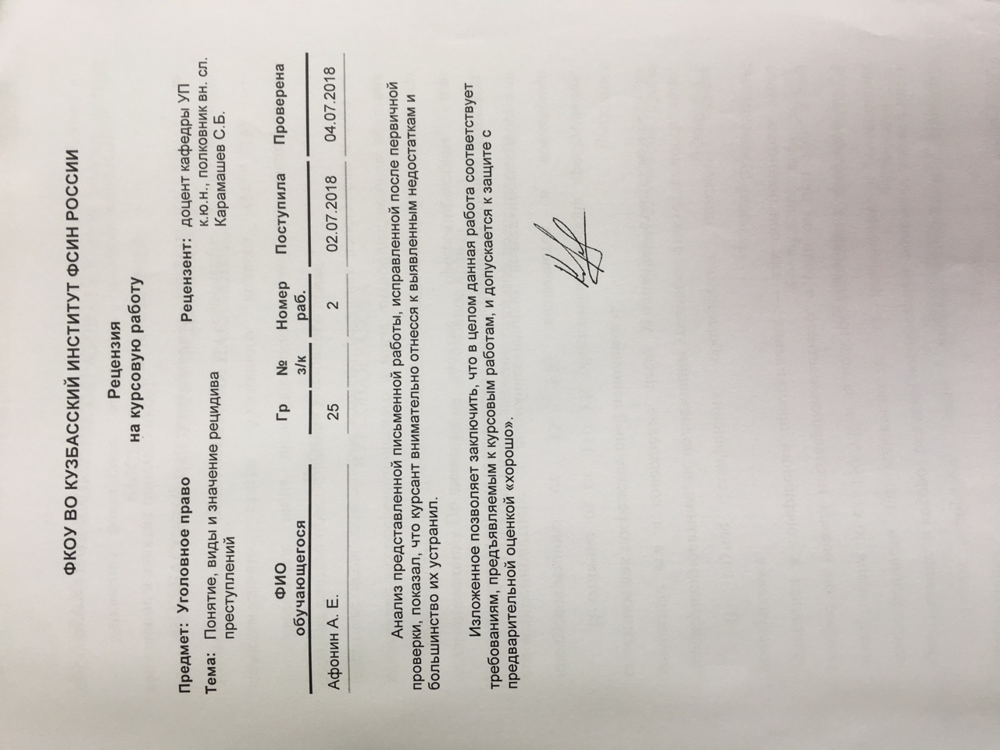 ФКОУ ВО КУЗБАССКИЙ ИНСТИТУТ ФСИН РОССИИ
Рецензия
на курсовую работу
Предмет: Уголовное право
Тема: Понятие, виды и значение рецидива
преступлений
Рецензент: доцент кафедры УП
к.ю.н., полковник вн. сл.
Карамашев С.Б.
ФИО обучающегося Гр № з/к Номер раб. Поступила Проверена
Афонин А. Е. 25 2 02.07.2018 04.07.2018
Анализ представленной письменной работы, исправленной после первичной
проверки, показал, что курсант внимательно отнесся к выявленным недостаткам и
большинство их устранил.
Изложенное позволяет заключить, что в целом данная работа соответствует
требованиям, предъявляемым к курсовым работам, и допускается к защите с
предварительной оценкой «хорошо».